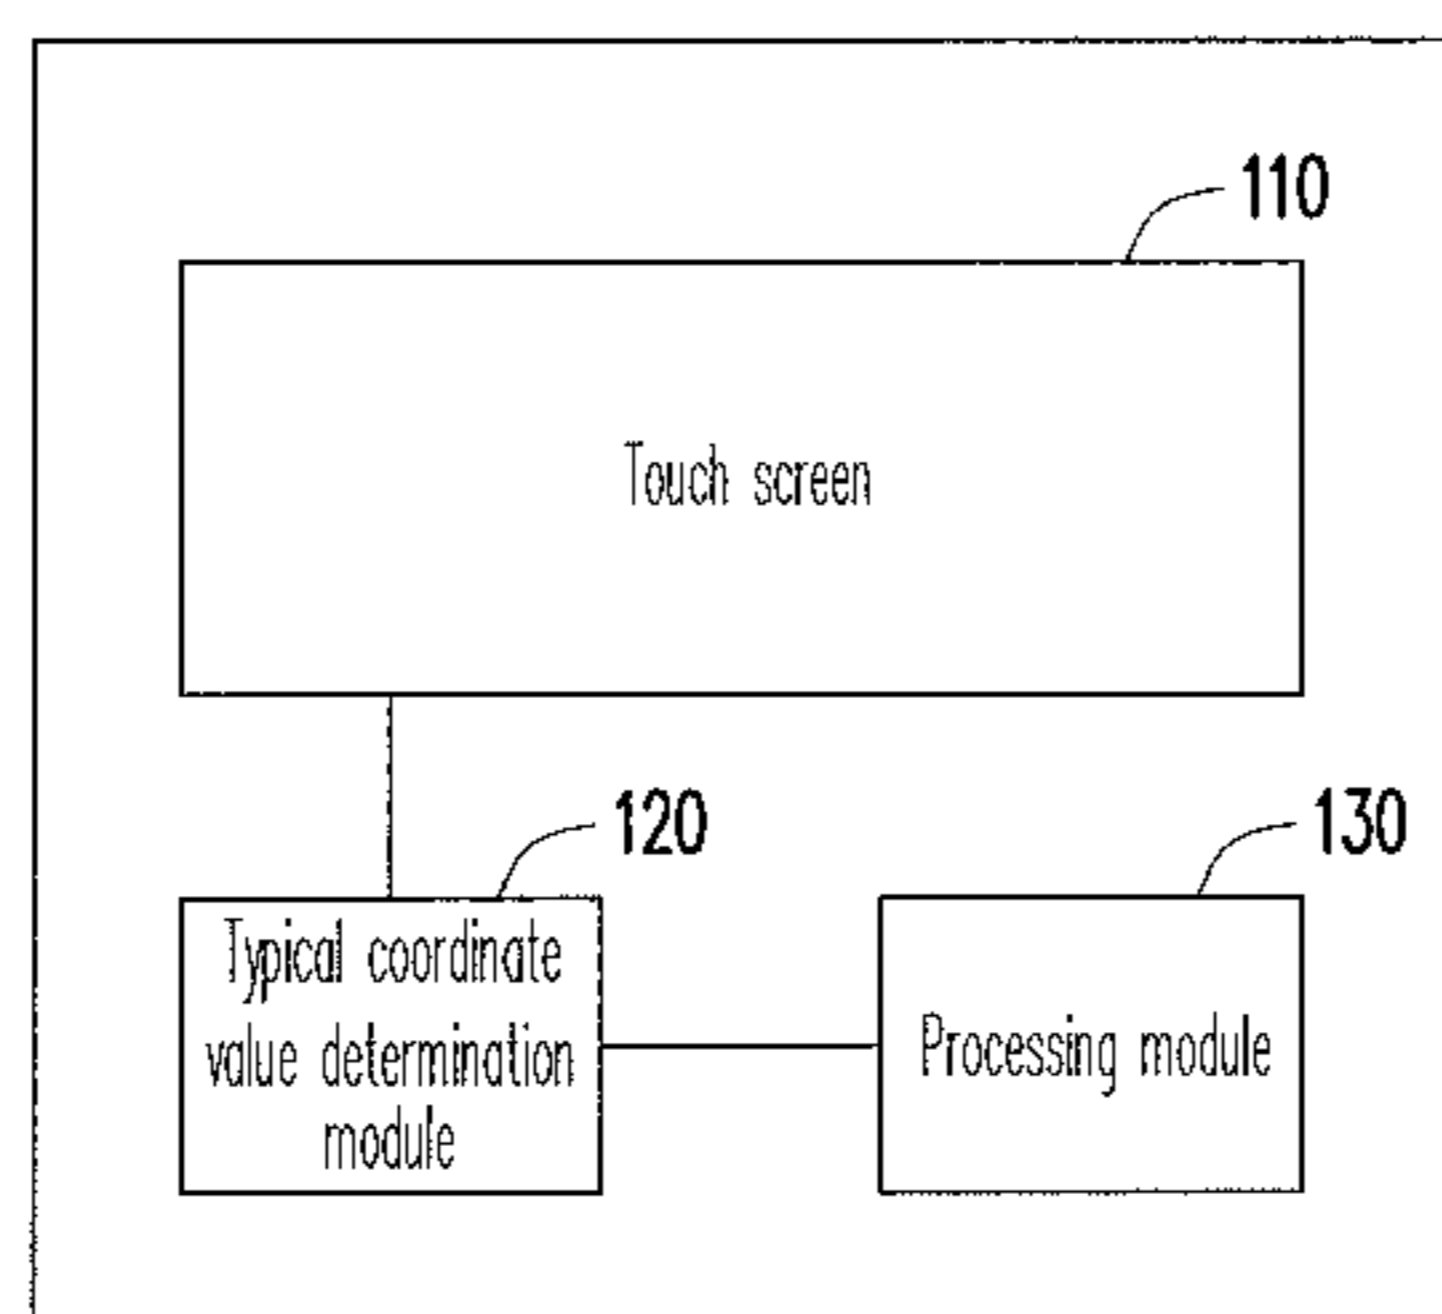 110
Touch screen
120
130
Typical coordinate
value determination
module
Processing module